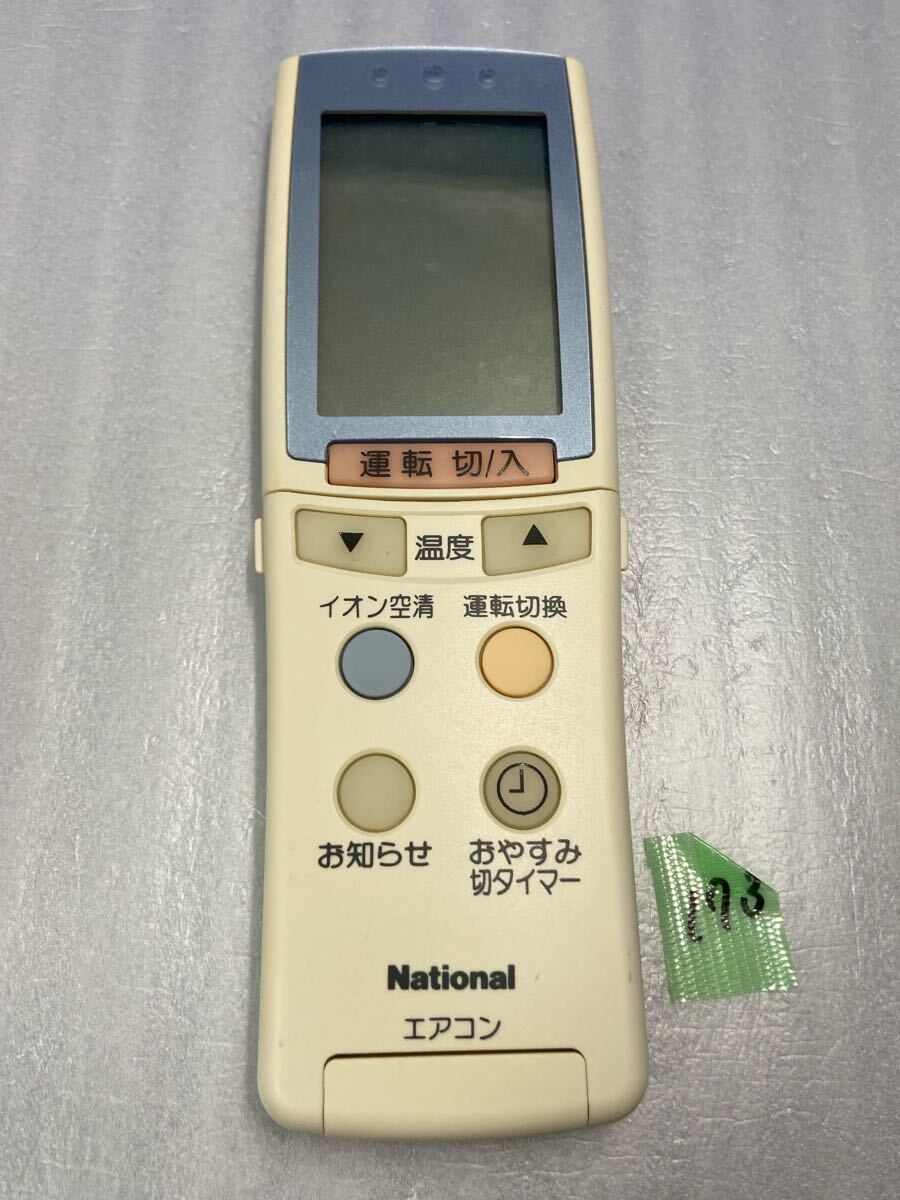 運転 切/入
▼ 温度 ▲
イオン空清 運転切換
お知らせ おやすみ
切タイマー
National
エアコン
173